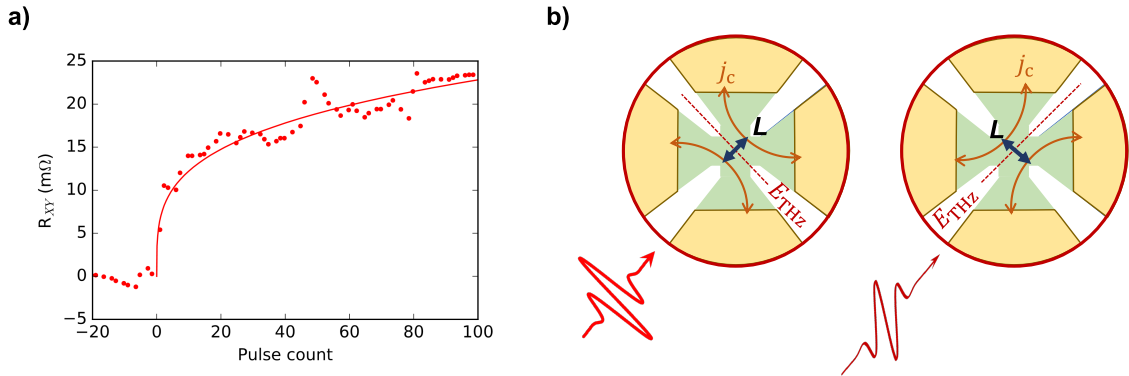 a)
25
20
15
10
5
0
−5
R_XY (mΩ)
−20 0 20 40 60 80 100
Pulse count
b)
j_c
L
E_THz
j_c
L
E_THz